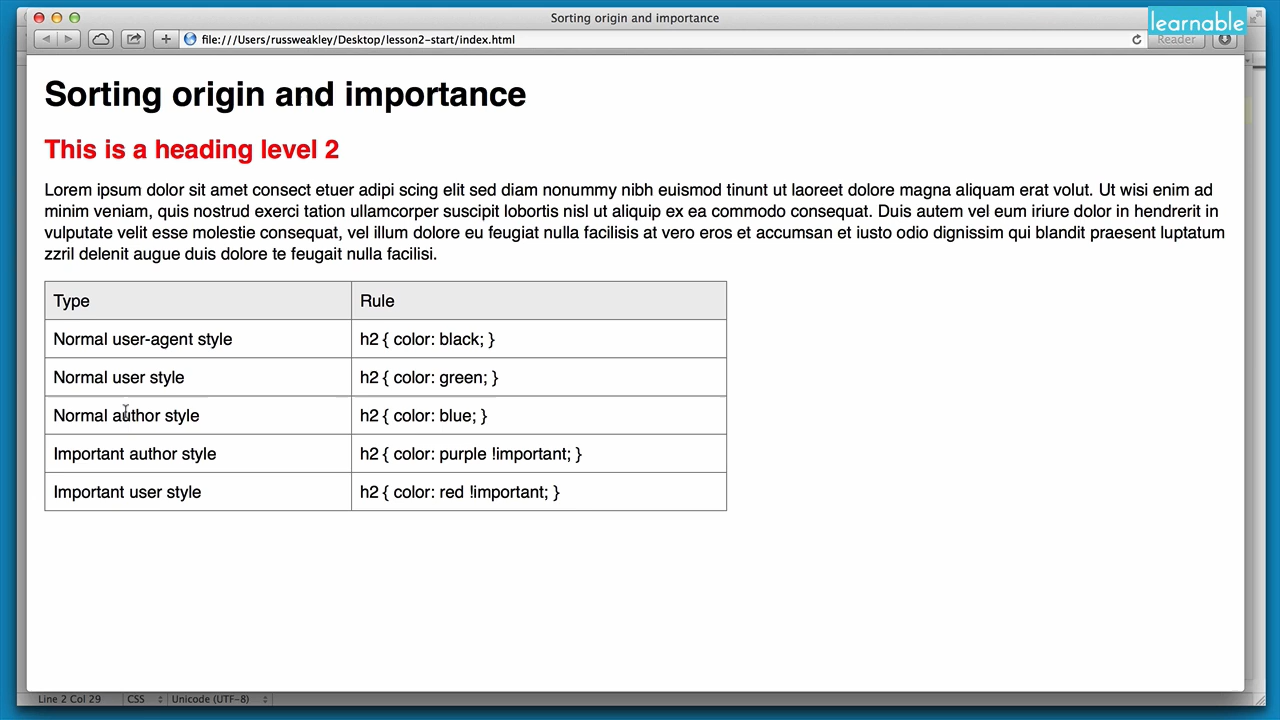 Sorting origin and importance
learnable
file:///Users/russweakley/Desktop/lesson2-start/index.html
Reader
Sorting origin and importance
This is a heading level 2
Lorem ipsum dolor sit amet consect etuer adipi scing elit sed diam nonummy nibh euismod tinunt ut laoreet dolore magna aliquam erat volut. Ut wisi enim ad
minim veniam, quis nostrud exerci tation ullamcorper suscipit lobortis nisl ut aliquip ex ea commodo consequat. Duis autem vel eum iriure dolor in hendrerit in
vulputate velit esse molestie consequat, vel illum dolore eu feugiat nulla facilisis at vero eros et accumsan et iusto odio dignissim qui blandit praesent luptatum
zzril delenit augue duis dolore te feugait nulla facilisi.
Type Rule
Normal user-agent style h2 { color: black; }
Normal user style h2 { color: green; }
Normal author style h2 { color: blue; }
Important author style h2 { color: purple !important; }
Important user style h2 { color: red !important; }
Line 2 Col 29 CSS Unicode (UTF-8)